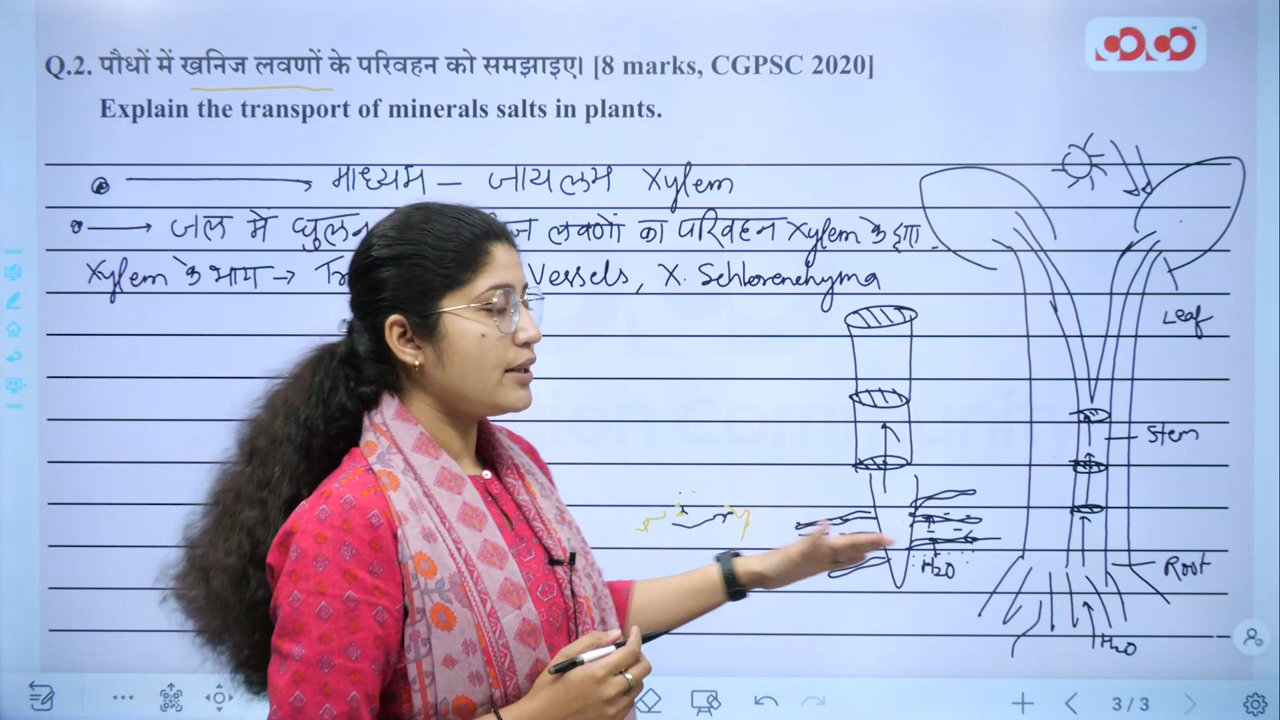 Q.2. पौधों में खनिज लवणों के परिवहन को समझाइए। [8 marks, CGPSC 2020]
Explain the transport of minerals salts in plants.
माध्यम – जायलम Xylem
जल में लवणों का परिवहन Xylem के द्वारा
Xylem के भाग → Vessels, X. Schlorenchyma
Leaf
Stem
Root
H2O
H2O
3/3